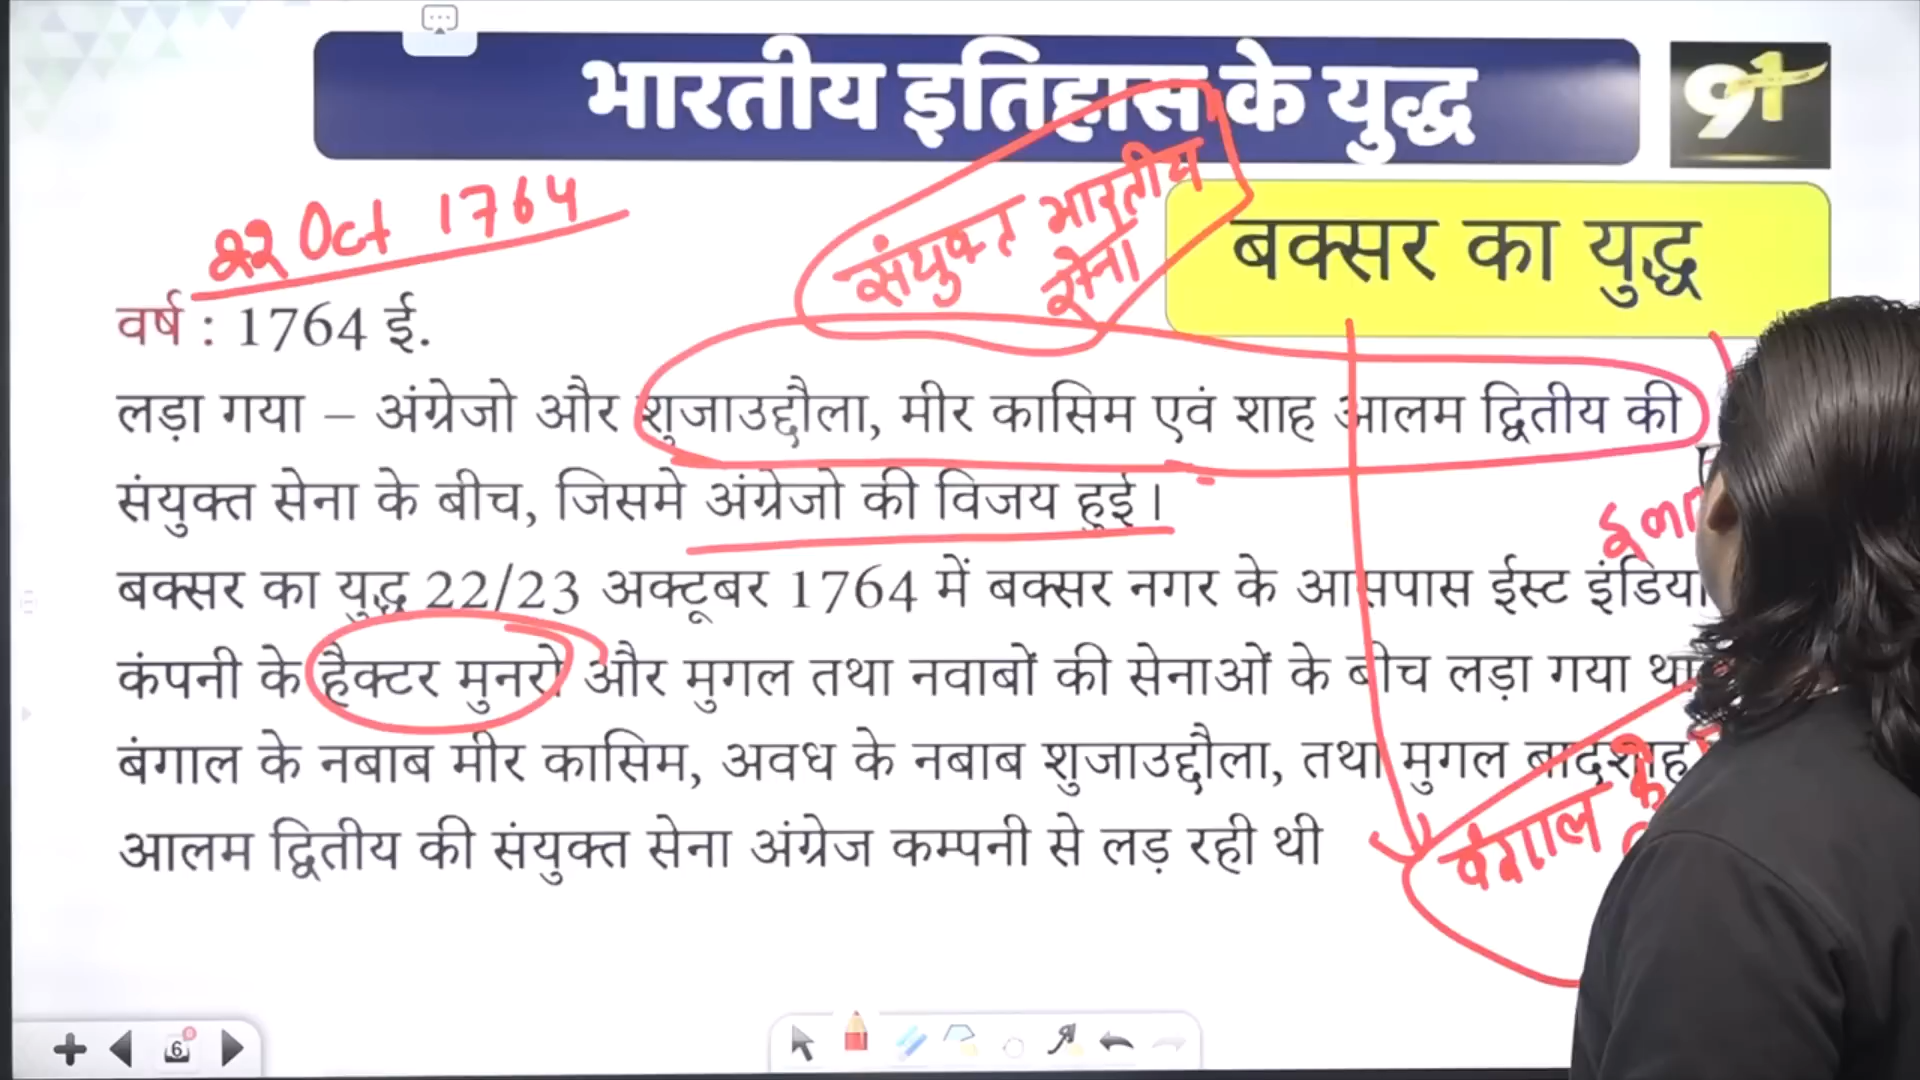 भारतीय इतिहास के युद्ध
91
22 Oct 1764
संयुक्त भारतीय
सेना
बक्सर का युद्ध
वर्ष : 1764 ई.
लड़ा गया – अंग्रेजो और शुजाउद्दौला, मीर कासिम एवं शाह आलम द्वितीय की
संयुक्त सेना के बीच, जिसमे अंग्रेजो की विजय हुई।
बक्सर का युद्ध 22/23 अक्टूबर 1764 में बक्सर नगर के आसपास ईस्ट इंडिया
कंपनी के हैक्टर मुनरो और मुगल तथा नवाबों की सेनाओं के बीच लड़ा गया था
बंगाल के नबाब मीर कासिम, अवध के नबाब शुजाउद्दौला, तथा मुगल बादशाह
आलम द्वितीय की संयुक्त सेना अंग्रेज कम्पनी से लड़ रही थी
बंगाल के
6